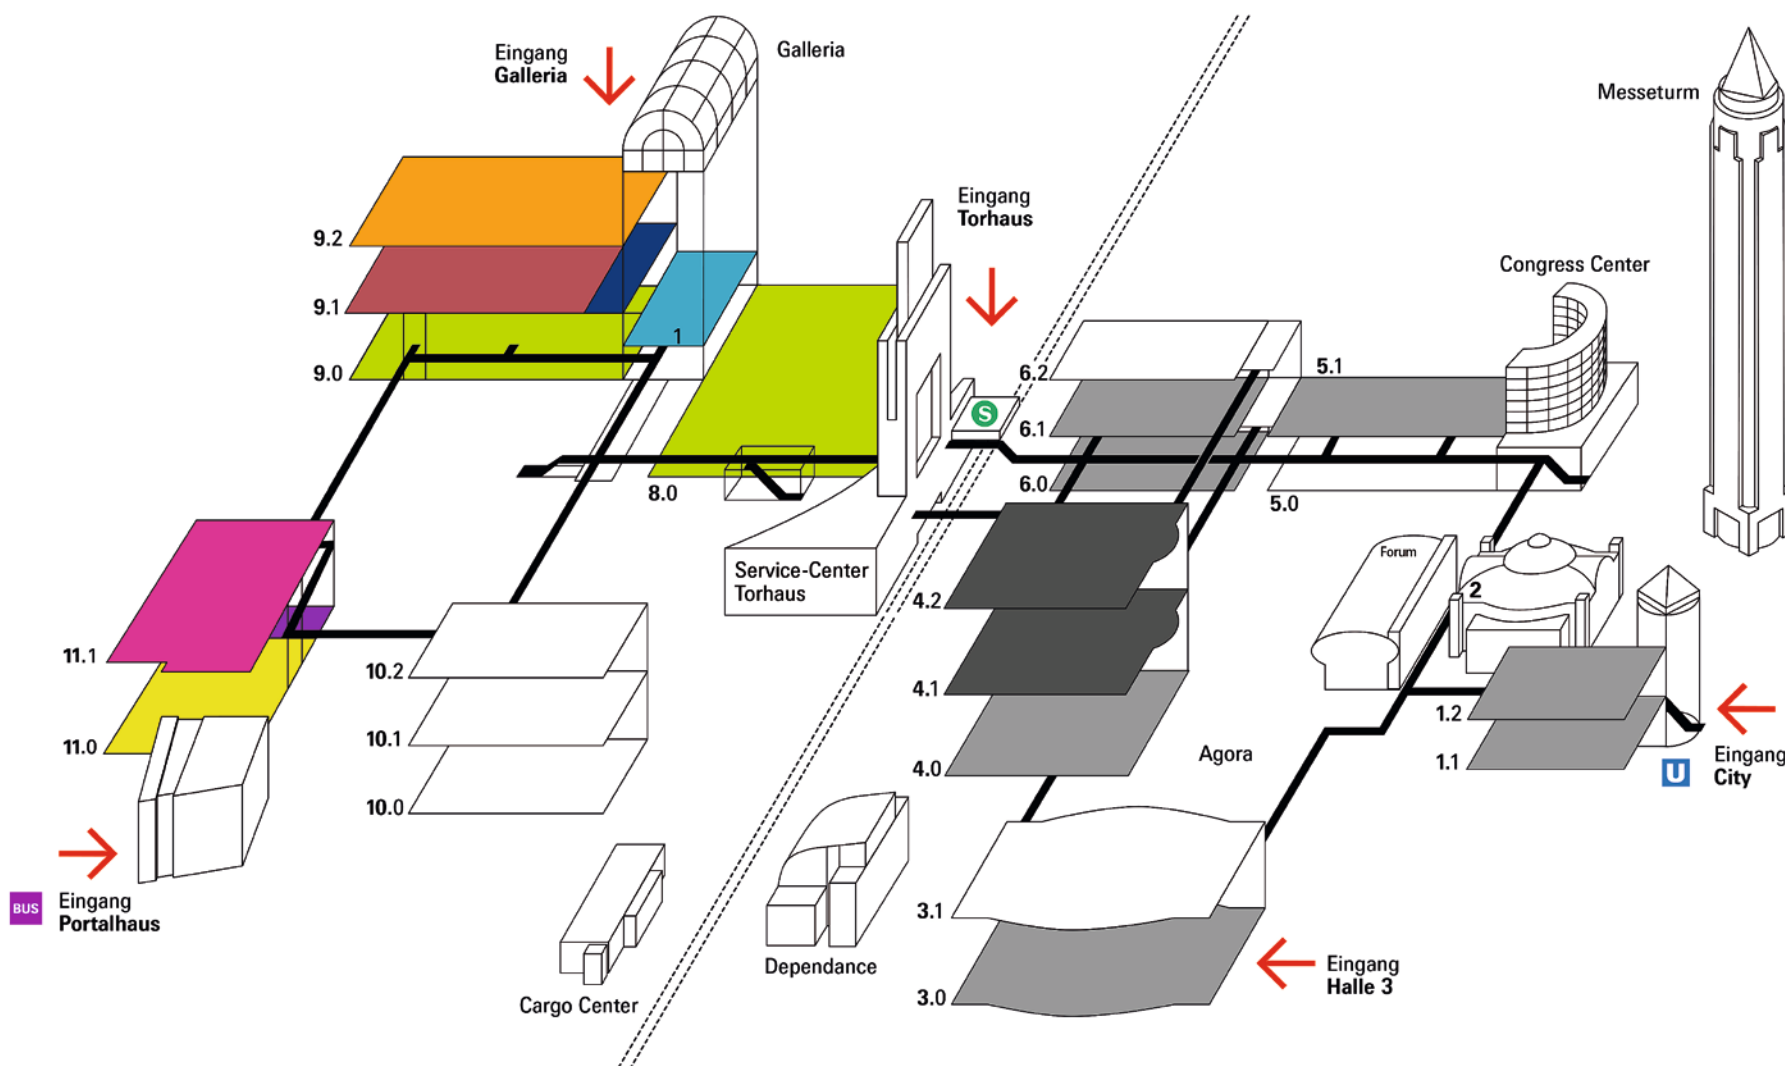 Eingang
Galleria
Galleria
Messeturm
Eingang
Torhaus
9.2
Congress Center
9.1
1
9.0
6.2
5.1
S
6.1
8.0
6.0
5.0
Forum
Service-Center
Torhaus
2
4.2
11.1
10.2
4.1
1.2
11.0
10.1
Agora
Eingang
City
U
4.0
1.1
10.0
BUS
Eingang
Portalhaus
3.1
Dependance
Eingang
Halle 3
Cargo Center
3.0